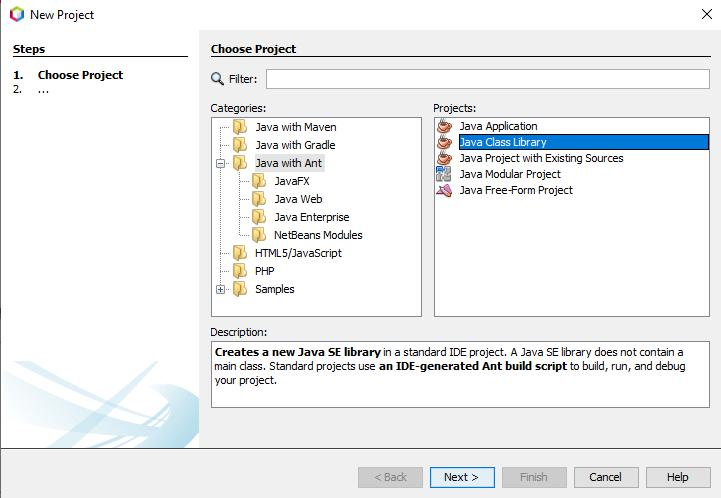 New Project
Steps
1. Choose Project
2. ...
Choose Project
Filter:
Categories:
Java with Maven
Java with Gradle
Java with Ant
JavaFX
Java Web
Java Enterprise
NetBeans Modules
HTML5/JavaScript
PHP
Samples
Projects:
Java Application
Java Class Library
Java Project with Existing Sources
Java Modular Project
Java Free-Form Project
Description:
Creates a new Java SE library in a standard IDE project. A Java SE library does not contain a
main class. Standard projects use an IDE-generated Ant build script to build, run, and debug
your project.
< Back
Next >
Finish
Cancel
Help